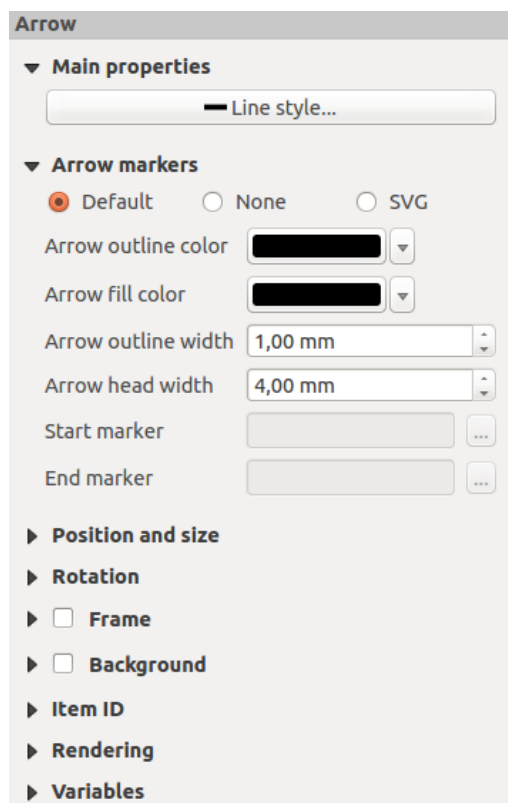 Arrow
Main properties
Line style...
Arrow markers
Default None SVG
Arrow outline color
Arrow fill color
Arrow outline width 1,00 mm
Arrow head width 4,00 mm
Start marker ...
End marker ...
Position and size
Rotation
Frame
Background
Item ID
Rendering
Variables